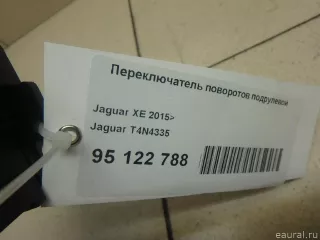 Переключатель поворотов подрулевой
Jaguar XE 2015>
Jaguar T4N4335
95 122 788
eaural.ru